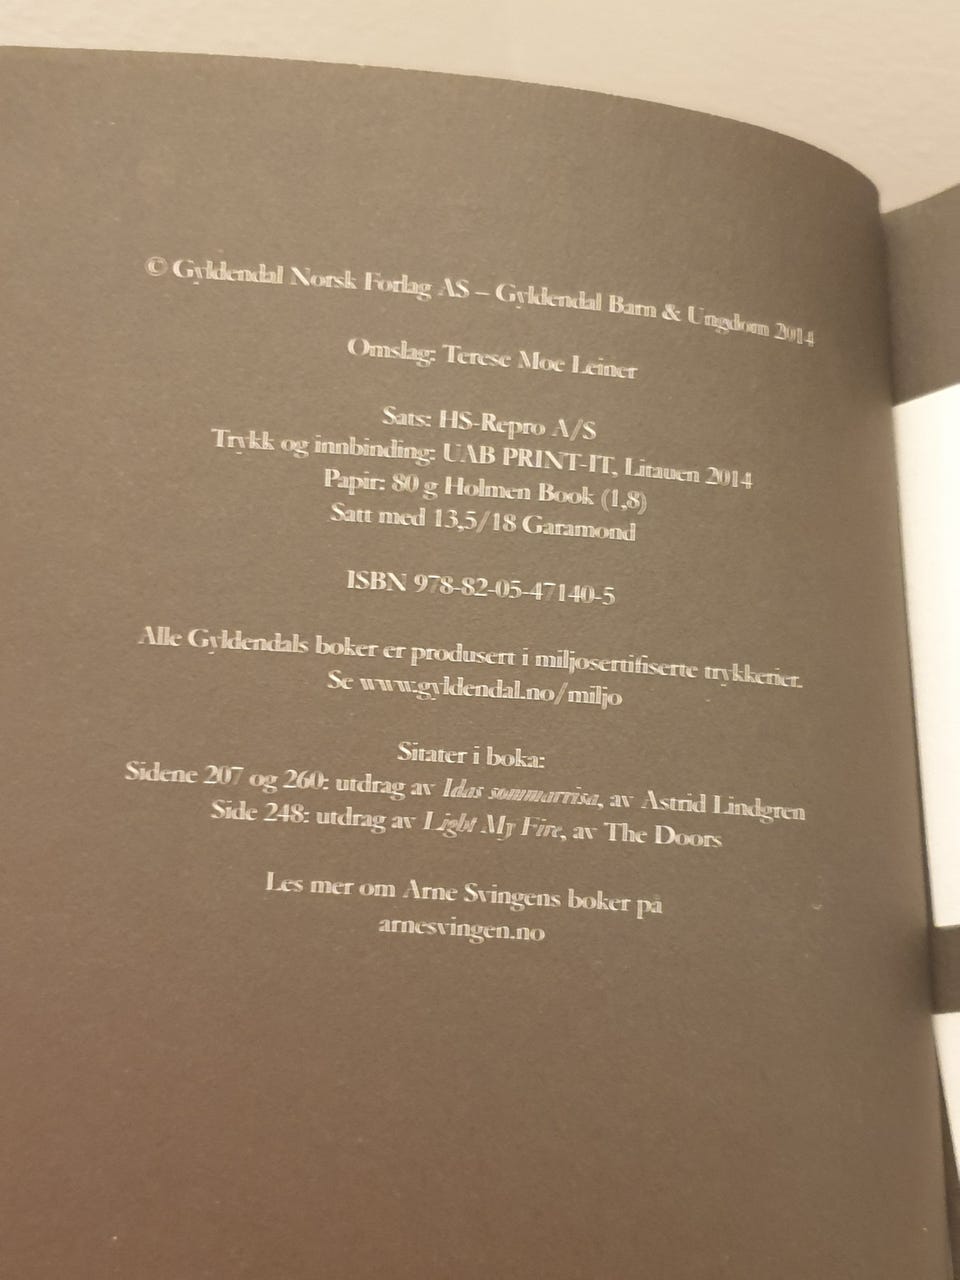 © Gyldendal Norsk Forlag AS – Gyldendal Barn & Ungdom 2014
Omslag: Terese Moe Leiner
Sats: HS-Repro A/S
Trykk og innbinding: UAB PRINT-IT, Litauen 2014
Papir: 80 g Holmen Book (1,8)
Satt med 13,5/18 Garamond
ISBN 978-82-05-47140-5
Alle Gyldendals bøker er produsert i miljøsertifiserte trykkerier.
Se www.gyldendal.no/miljo
Sitater i boka:
Sidene 207 og 260: utdrag av Idas sommarvisa, av Astrid Lindgren
Side 248: utdrag av Light My Fire, av The Doors
Les mer om Arne Svingens bøker på
arnesvingen.no